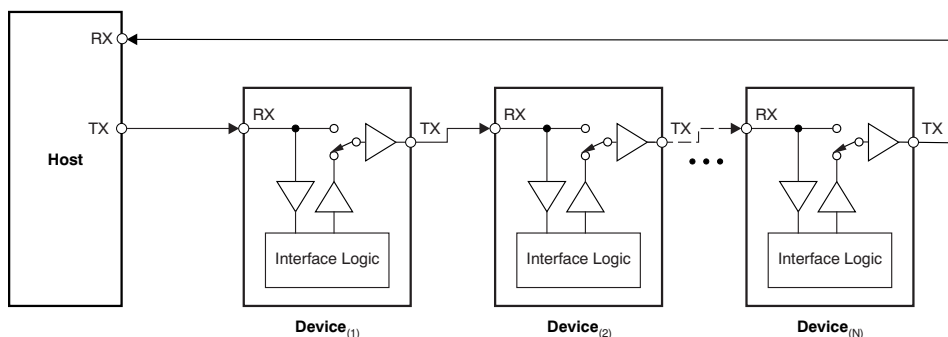 RX
TX
Host
RX
TX
Interface Logic
Device(1)
RX
TX
Interface Logic
Device(2)
•••
RX
TX
Interface Logic
Device(N)